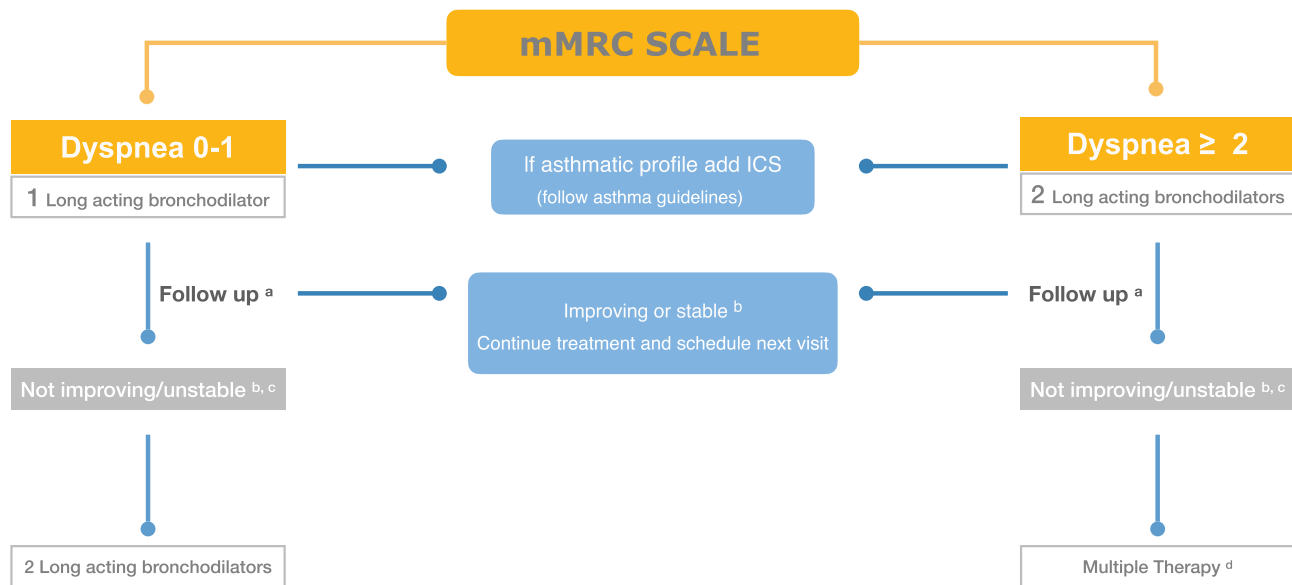 mMRC SCALE
Dyspnea 0-1
1 Long acting bronchodilator
If asthmatic profile add ICS
(follow asthma guidelines)
Dyspnea ≥ 2
2 Long acting bronchodilators
Follow up a
Improving or stable b
Continue treatment and schedule next visit
Follow up a
Not improving/unstable b, c
Not improving/unstable b, c
2 Long acting bronchodilators
Multiple Therapy d